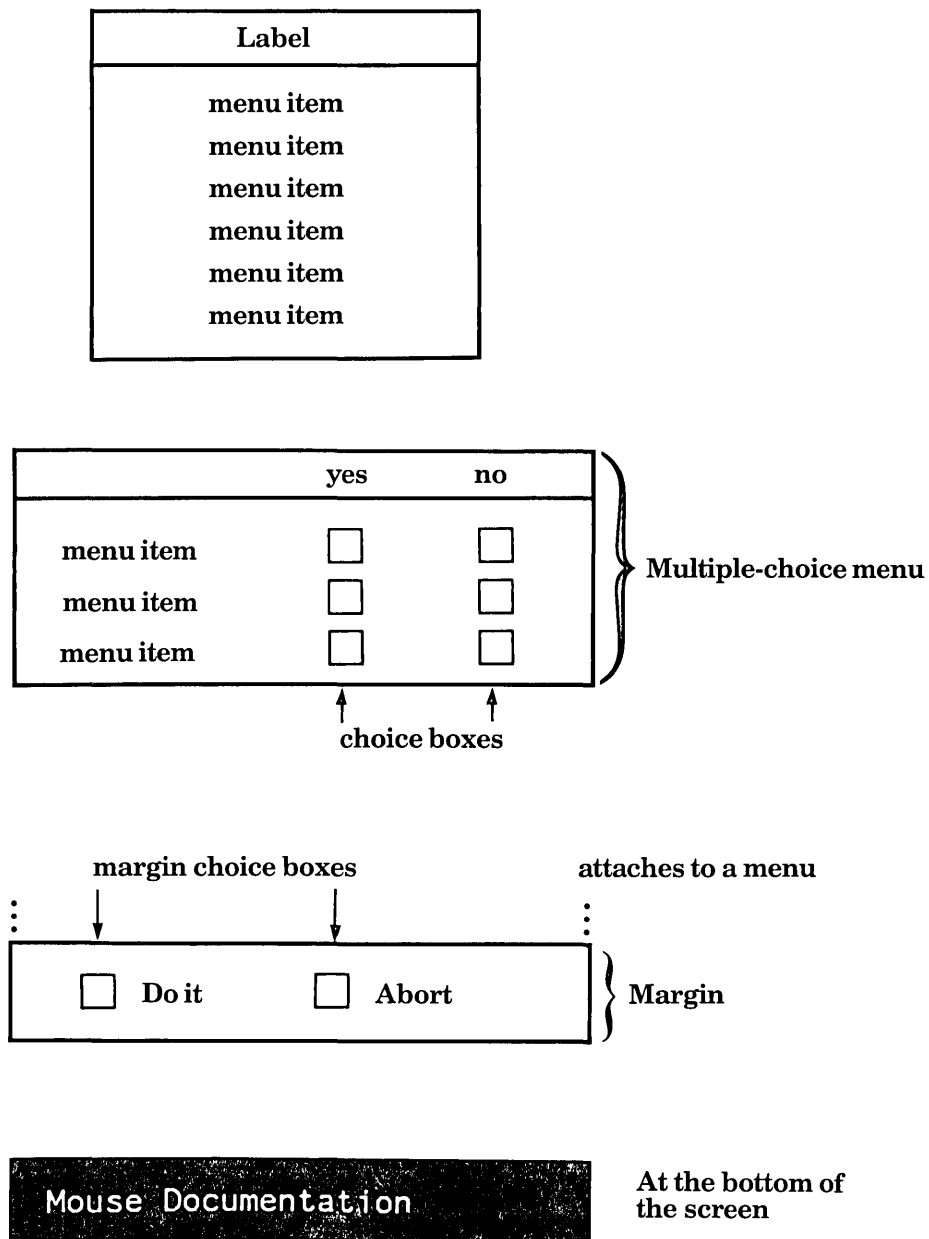 Label
menu item
menu item
menu item
menu item
menu item
menu item
yes no
menu item
menu item
menu item
Multiple-choice menu
choice boxes
margin choice boxes
attaches to a menu
Do it
Abort
Margin
Mouse Documentation
At the bottom of
the screen